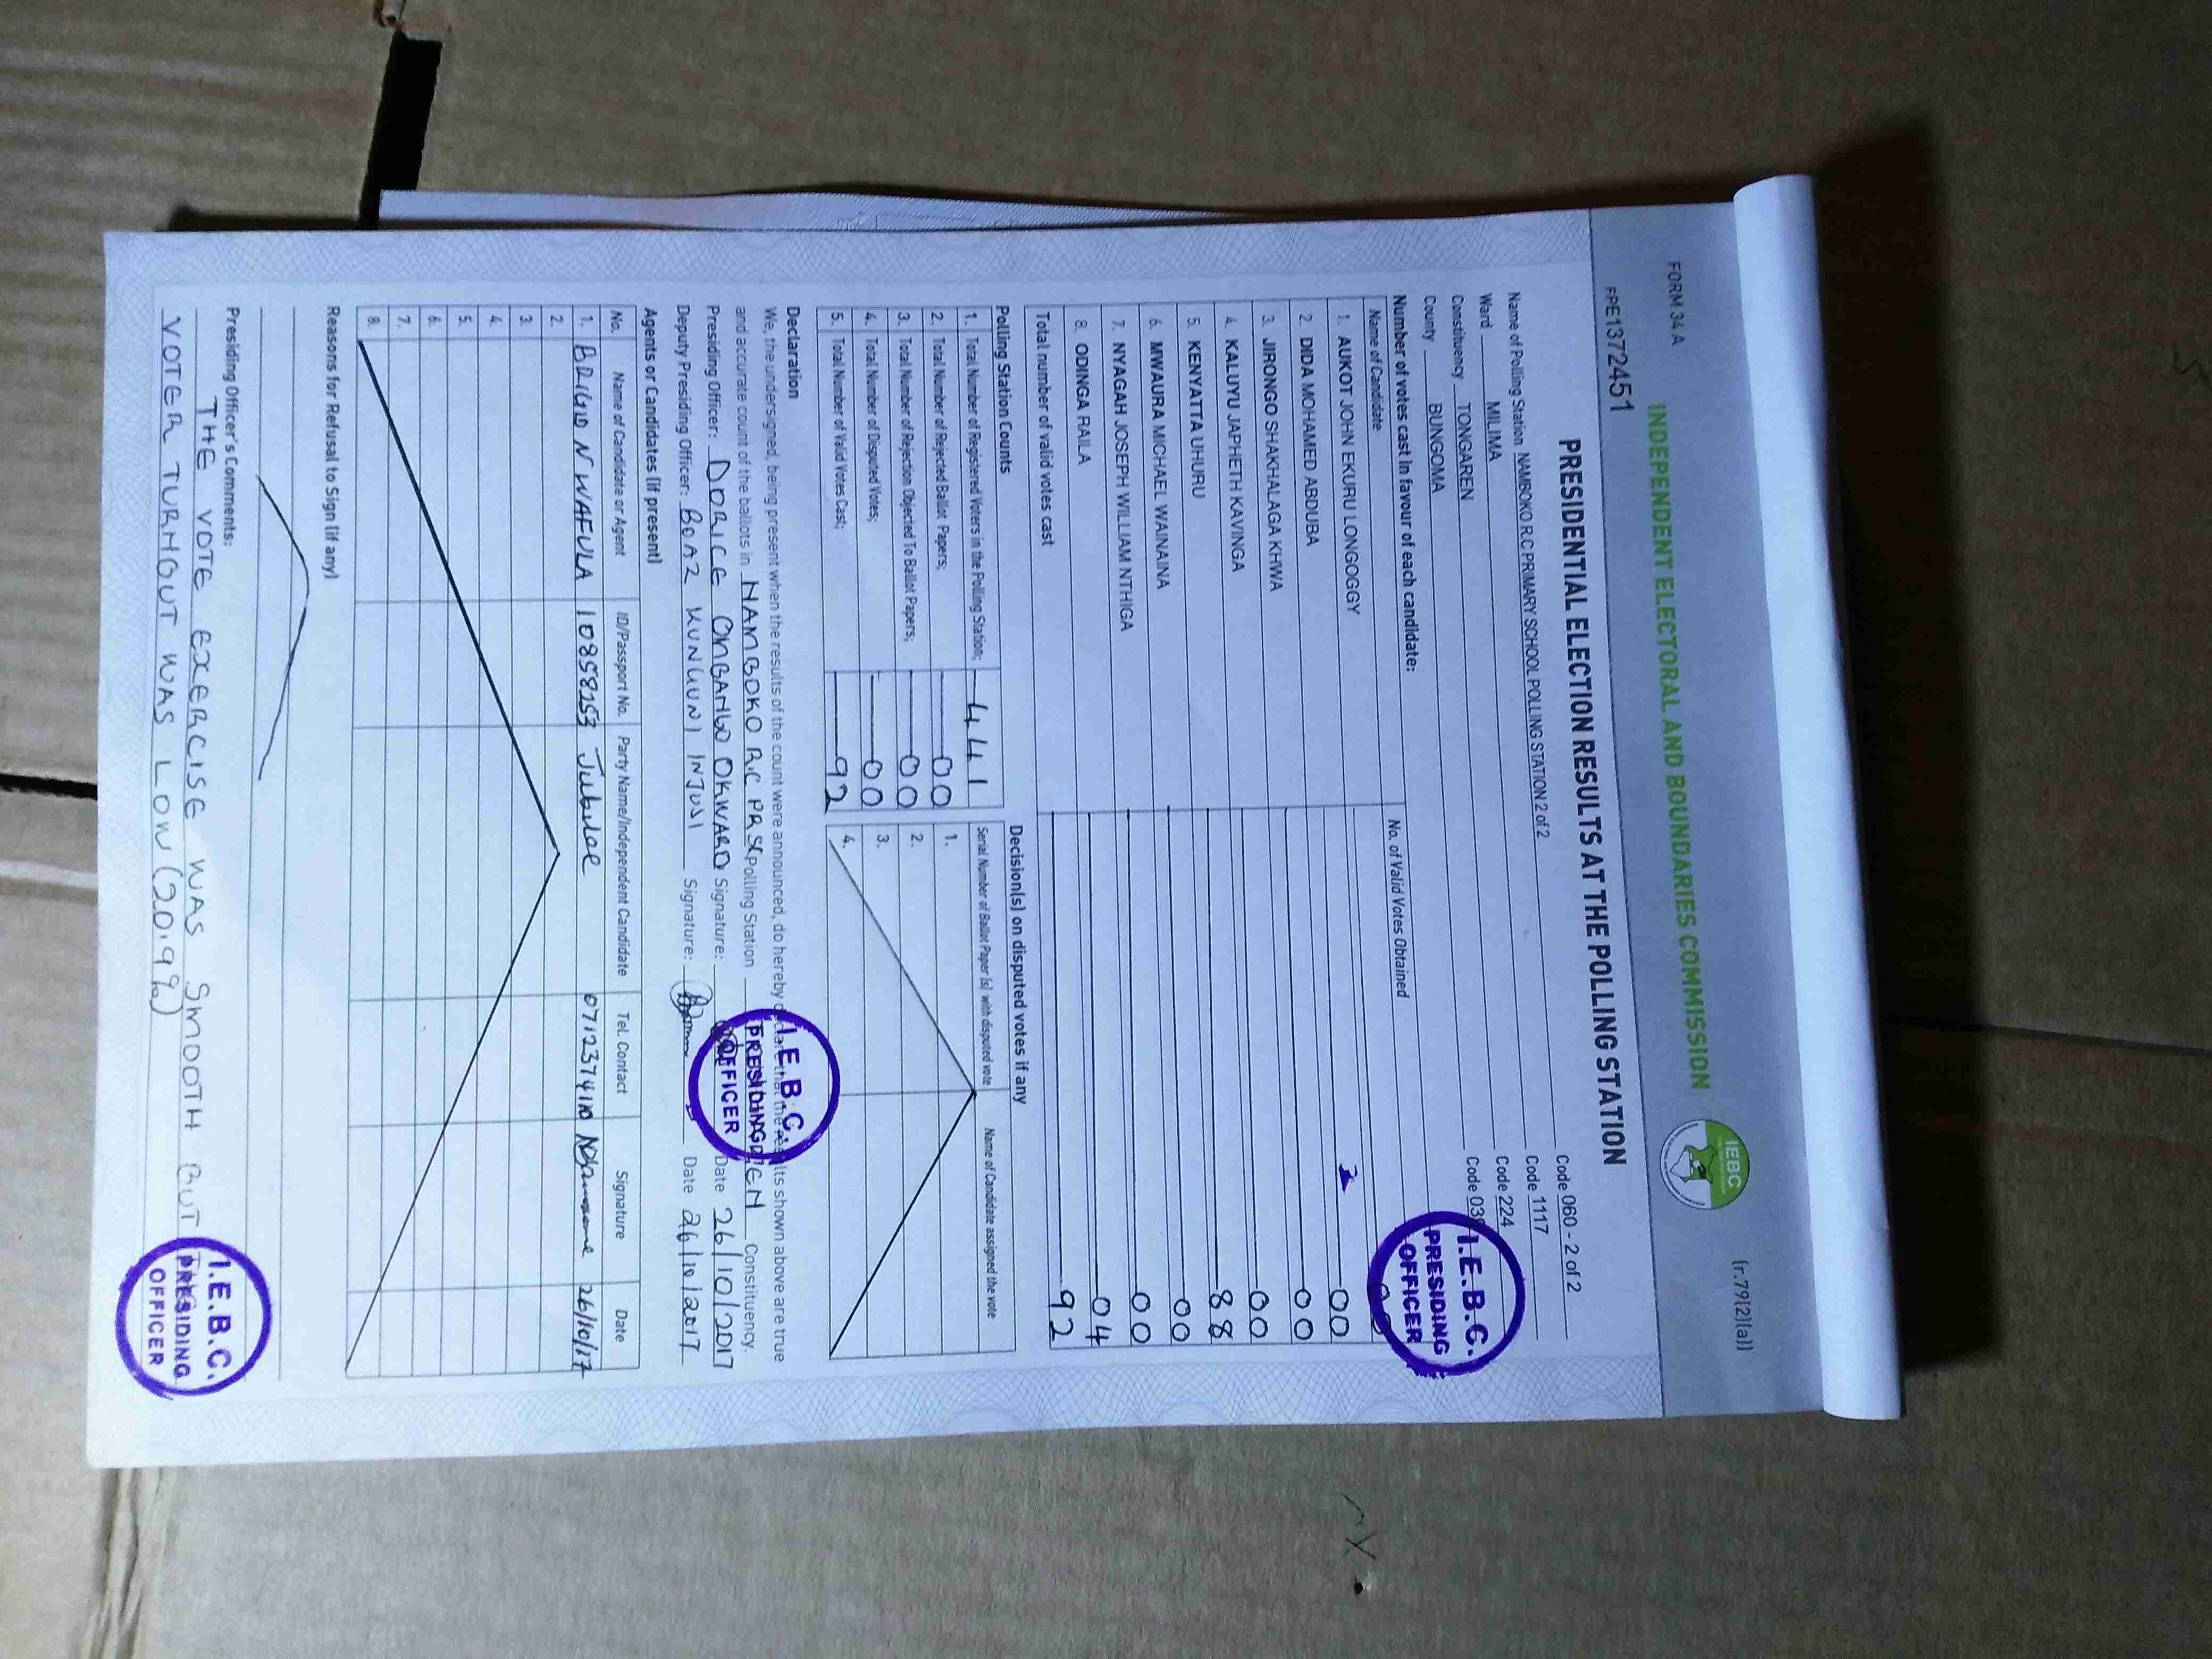 FORM 34 A
(r.79(2)(a))
INDEPENDENT ELECTORAL AND BOUNDARIES COMMISSION
IEBC
FPE1372451
PRESIDENTIAL ELECTION RESULTS AT THE POLLING STATION
Name of Polling Station NAMBOKO R.C PRIMARY SCHOOL POLLING STATION 2 of 2 Code 060 - 2 of 2
Ward MILIMA Code 1117
Constituency TONGAREN Code 224
County BUNGOMA Code 039
I.E.B.C. PRESIDING OFFICER
Number of votes cast in favour of each candidate:
Name of Candidate No. of Valid Votes Obtained
1. AUKOT JOHN EKURU LONGOGGY 00
2. DIDA MOHAMED ABDUBA 00
3. JIRONGO SHAKHALAGA KHWA 00
4. KALUYU JAPHETH KAVINGA 00
5. KENYATTA UHURU 88
6. MWAURA MICHAEL WAINAINA 00
7. NYAGAH JOSEPH WILLIAM NTHIGA 00
8. ODINGA RAILA 04
Total number of valid votes cast 92
Polling Station Counts
1. Total Number of Registered Voters in the Polling Station; 441
2. Total Number of Rejected Ballot Papers; 00
3. Total Number of Rejection Objected To Ballot Papers; 00
4. Total Number of Disputed Votes; 00
5. Total Number of Valid Votes Cast; 92
Decision(s) on disputed votes if any
Serial Number of Ballot Paper (s) with disputed vote Name of Candidate assigned the vote
1.
2.
3.
4.
Declaration
We, the undersigned, being present when the results of the count were announced, do hereby declare that the results shown above are true
and accurate count of the ballots in NAMBOKO R.C PR SC Polling Station Constituency.
Presiding Officer: DORICE OMBANGO OKWARO Signature: Date 26/10/2017
Deputy Presiding Officer: BOAZ KUNGUNI INJUSI Signature: Date 26/10/2017
I.E.B.C. PRESIDING OFFICER
Agents or Candidates (if present)
No. Name of Candidate or Agent ID/Passport No. Party Name/Independent Candidate Tel. Contact Signature Date
1. BRIGID N WAFULA 10858253 Jubilee 26/10/17
2.
3.
4.
5.
6.
7.
8.
Reasons for Refusal to Sign (if any)
Presiding Officer's Comments:
THE VOTE EXERCISE WAS SMOOTH BUT
VOTER TURNOUT WAS LOW (20.9%)
I.E.B.C. PRESIDING OFFICER